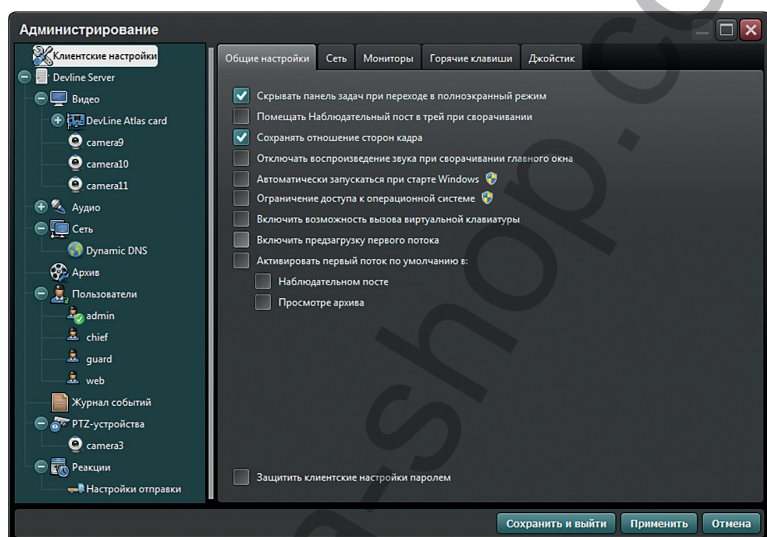 Администрирование
Клиентские настройки
Devline Server
Видео
DevLine Atlas card
camera9
camera10
camera11
Аудио
Сеть
Dynamic DNS
Архив
Пользователи
admin
chief
guard
web
Журнал событий
PTZ-устройства
camera3
Реакции
Настройки отправки
Общие настройки Сеть Мониторы Горячие клавиши Джойстик
Скрывать панель задач при переходе в полноэкранный режим
Помещать Наблюдательный пост в трей при сворачивании
Сохранять отношение сторон кадра
Отключать воспроизведение звука при сворачивании главного окна
Автоматически запускаться при старте Windows
Ограничение доступа к операционной системе
Включить возможность вызова виртуальной клавиатуры
Включить предзагрузку первого потока
Активировать первый поток по умолчанию в:
Наблюдательном посте
Просмотре архива
Защитить клиентские настройки паролем
Сохранить и выйти Применить Отмена
a-shop.co